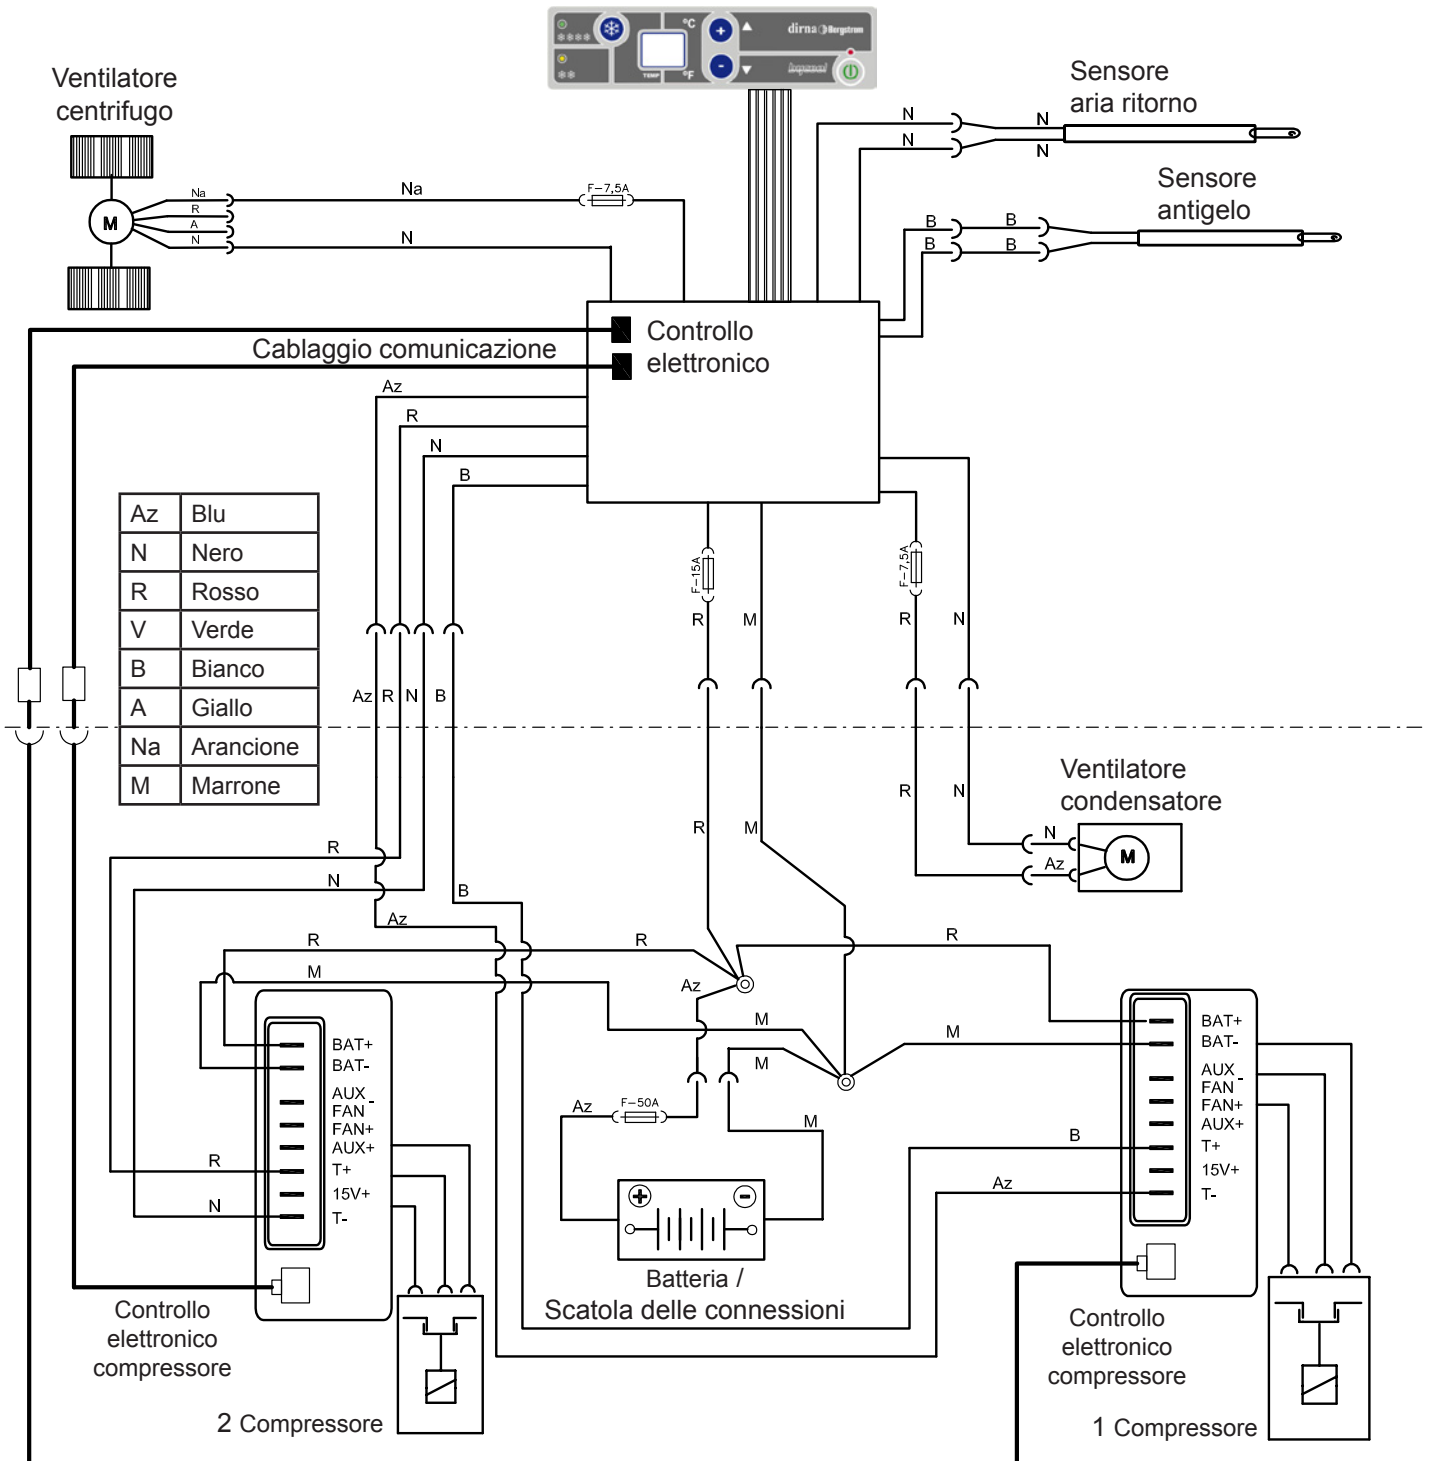 °C
dirna Bergstrom
TEMP
°F
Ventilatore
centrifugo
Sensore
aria ritorno
N
N
N
N
Sensore
antigelo
Na
R
A
N
Na
F-7,5A
N
M
B
B
B
B
Controllo
elettronico
Cablaggio comunicazione
Az
R
N
B
Az Blu
N Nero
R Rosso
V Verde
B Bianco
A Giallo
Na Arancione
M Marrone
F-15A
F-7,5A
R
M
R
N
Az
R
N
B
R
M
R
N
Ventilatore
condensatore
N
Az
M
R
N
B
Az
R
R
R
M
Az
M
M
M
BAT+
BAT-
AUX
FAN -
FAN+
AUX+
T+
15V+
T-
R
N
Az
F-50A
M
+
-
Batteria /
Scatola delle connessioni
BAT+
BAT-
AUX
FAN -
FAN+
AUX+
T+
15V+
T-
B
Az
Controllo
elettronico
compressore
2 Compressore
Controllo
elettronico
compressore
1 Compressore